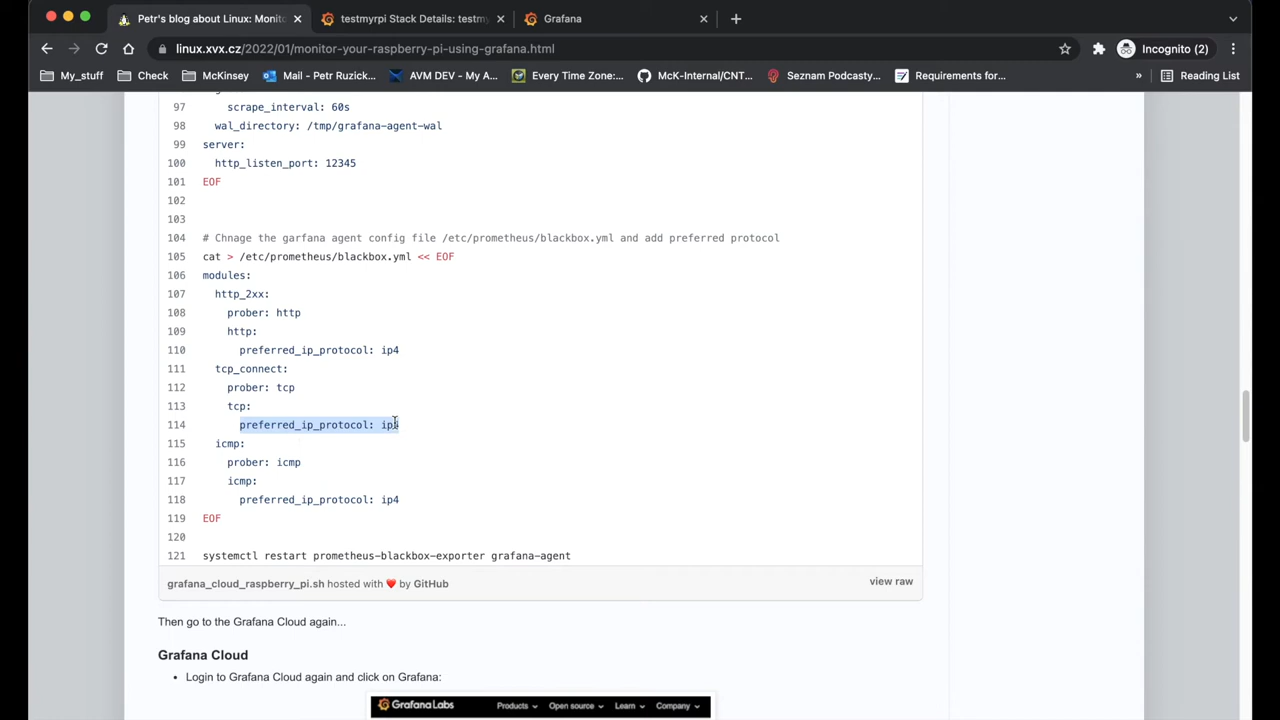 Petr's blog about Linux: Monito
testmyrpi Stack Details: testmy
Grafana
linux.xvx.cz/2022/01/monitor-your-raspberry-pi-using-grafana.html
Incognito (2)
My_stuff
Check
McKinsey
Mail - Petr Ruzick...
AVM DEV - My A...
Every Time Zone:...
McK-Internal/CNT...
Seznam Podcasty...
Requirements for...
»
Reading List
97 scrape_interval: 60s
98 wal_directory: /tmp/grafana-agent-wal
99 server:
100 http_listen_port: 12345
101 EOF
102
103
104 # Chnage the garfana agent config file /etc/prometheus/blackbox.yml and add preferred protocol
105 cat > /etc/prometheus/blackbox.yml << EOF
106 modules:
107 http_2xx:
108 prober: http
109 http:
110 preferred_ip_protocol: ip4
111 tcp_connect:
112 prober: tcp
113 tcp:
114 preferred_ip_protocol: ip4
115 icmp:
116 prober: icmp
117 icmp:
118 preferred_ip_protocol: ip4
119 EOF
120
121 systemctl restart prometheus-blackbox-exporter grafana-agent
grafana_cloud_raspberry_pi.sh hosted with ❤ by GitHub
view raw
Then go to the Grafana Cloud again...
Grafana Cloud
• Login to Grafana Cloud again and click on Grafana:
GrafanaLabs
Products
Open source
Learn
Company